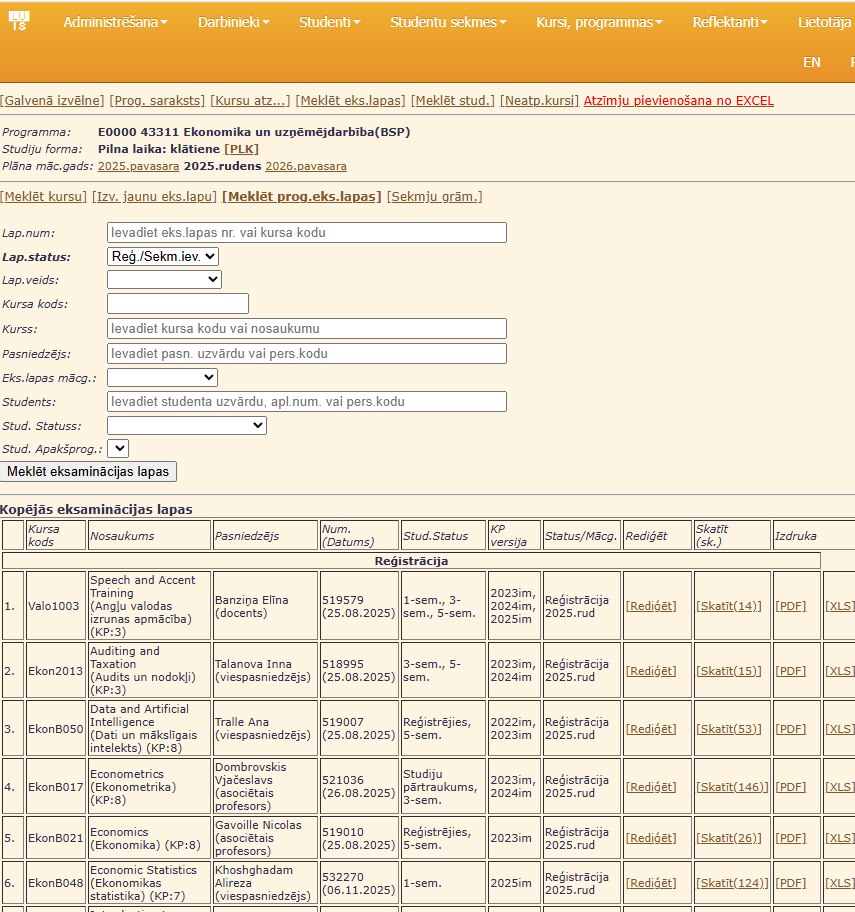 LU
IS
Administrēšana
Darbinieki
Studenti
Studentu sekmes
Kursi, programmas
Reflektanti
Lietotāja
EN
[Galvenā izvēlne] [Prog. saraksts] [Kursu atz...] [Meklēt eks.lapas] [Meklēt stud.] [Neatp.kursi] Atzīmju pievienošana no EXCEL
Programma: E0000 43311 Ekonomika un uzņēmējdarbība(BSP)
Studiju forma: Pilna laika: klātiene [PLK]
Plāna māc.gads: 2025.pavasara 2025.rudens 2026.pavasara
[Meklēt kursu] [Izv. jaunu eks.lapu] [Meklēt prog.eks.lapas] [Sekmju grām.]
Lap.num: Ievadiet eks.lapas nr. vai kursa kodu
Lap.status: Reģ./Sekm.iev.
Lap.veids:
Kursa kods:
Kurss: Ievadiet kursa kodu vai nosaukumu
Pasniedzējs: Ievadiet pasn. uzvārdu vai pers.kodu
Eks.lapas mācg.:
Students: Ievadiet studenta uzvārdu, apl.num. vai pers.kodu
Stud. Statuss:
Stud. Apakšprog.:
Meklēt eksaminācijas lapas
Kopējās eksaminācijas lapas
Kursa
kods
Nosaukums
Pasniedzējs
Num.
(Datums)
Stud.Status
KP
versija
Status/Mācg.
Rediģēt
Skatīt
(sk.)
Izdruka
Reģistrācija
1.
Valo1003
Speech and Accent
Training
(Angļu valodas
izrunas apmācība)
(KP:3)
Banziņa Elīna
(docents)
519579
(25.08.2025)
1-sem., 3-
sem., 5-sem.
2023im,
2024im,
2025im
Reģistrācija
2025.rud
[Rediģēt]
[Skatīt(14)]
[PDF]
[XLS]
2.
Ekon2013
Auditing and
Taxation
(Audits un nodokļi)
(KP:3)
Talanova Inna
(viespasniedzējs)
518995
(25.08.2025)
3-sem., 5-
sem.
2023im,
2024im
Reģistrācija
2025.rud
[Rediģēt]
[Skatīt(15)]
[PDF]
[XLS]
3.
EkonB050
Data and Artificial
Intelligence
(Dati un mākslīgais
intelekts) (KP:8)
Tralle Ana
(viespasniedzējs)
519007
(25.08.2025)
Reģistrējies,
5-sem.
2022im,
2023im
Reģistrācija
2025.rud
[Rediģēt]
[Skatīt(53)]
[PDF]
[XLS]
4.
EkonB017
Econometrics
(Ekonometrika)
(KP:8)
Dombrovskis
Vjačeslavs
(asociētais
profesors)
521036
(26.08.2025)
Studiju
pārtraukums,
3-sem.
2023im,
2024im
Reģistrācija
2025.rud
[Rediģēt]
[Skatīt(146)]
[PDF]
[XLS]
5.
EkonB021
Economics
(Ekonomika) (KP:8)
Gavoille Nicolas
(asociētais
profesors)
519010
(25.08.2025)
Reģistrējies,
5-sem.
2023im
Reģistrācija
2025.rud
[Rediģēt]
[Skatīt(26)]
[PDF]
[XLS]
6.
EkonB048
Economic Statistics
(Ekonomikas
statistika) (KP:7)
Khoshghadam
Alireza
(viespasniedzējs)
532270
(06.11.2025)
1-sem.
2025im
Reģistrācija
2025.rud
[Rediģēt]
[Skatīt(124)]
[PDF]
[XLS]